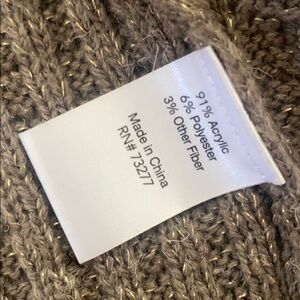 91% Acrylic
6% Polyester
3% Other Fiber
Made in China
RN# 73277